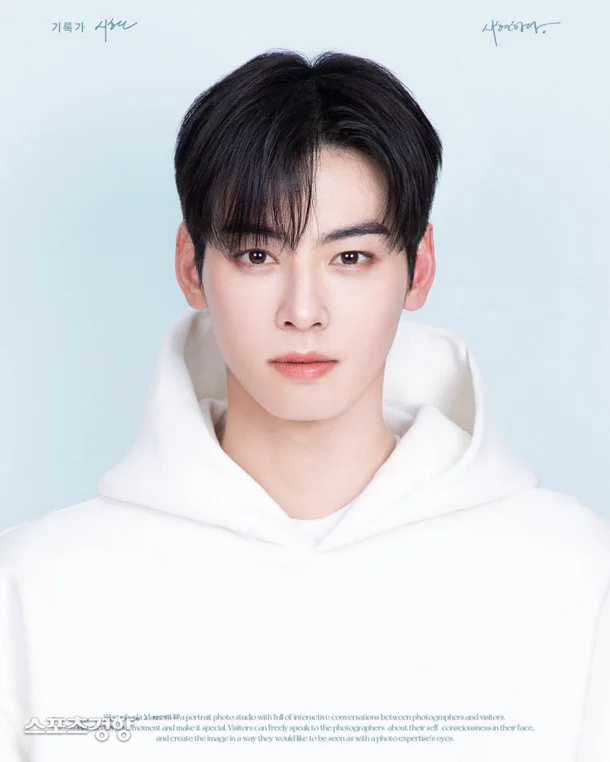 기록가 시현
시현하다.
a portrait photo studio with full of interactive conversations between photographers and visitors.
moment and make it special. Visitors can freely speak to the photographers about their self-consciousness in their face,
and create the image in a way they would like to be seen as with a photo expertise's eyes.
스포츠경향